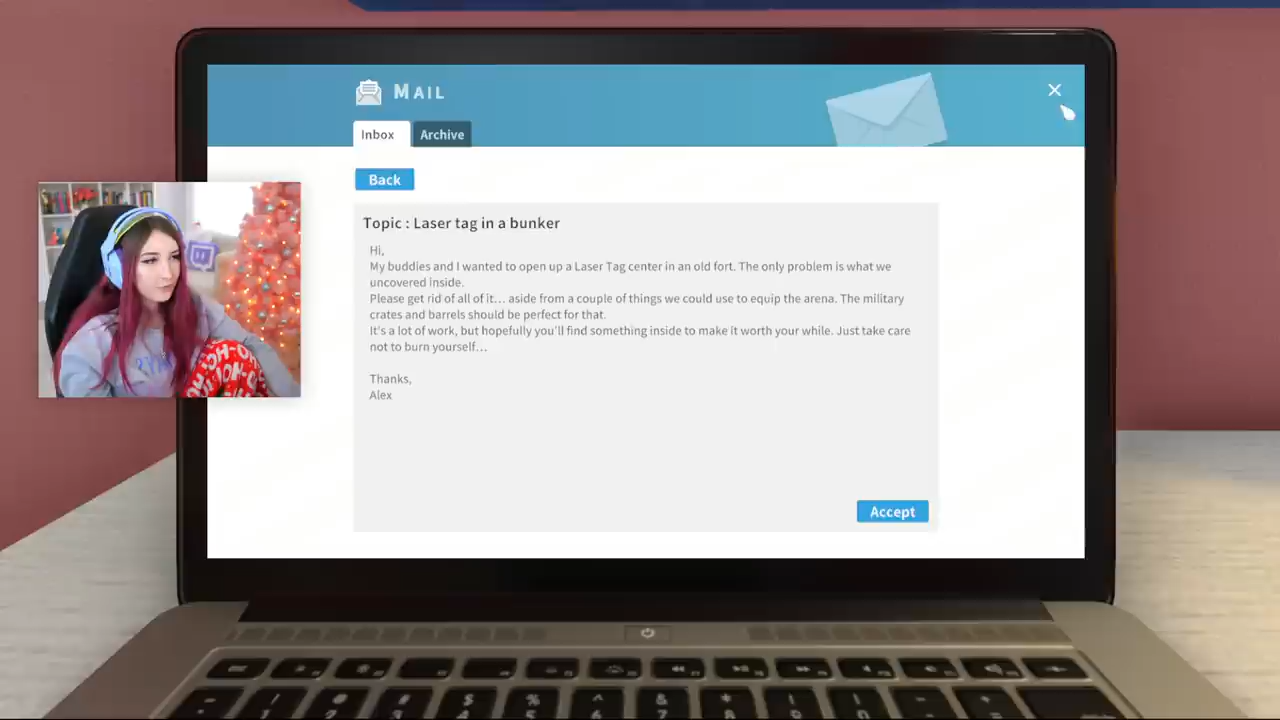 MAIL
Inbox
Archive
Back
Topic : Laser tag in a bunker
Hi,
My buddies and I wanted to open up a Laser Tag center in an old fort. The only problem is what we
uncovered inside.
Please get rid of all of it... aside from a couple of things we could use to equip the arena. The military
crates and barrels should be perfect for that.
It's a lot of work, but hopefully you'll find something inside to make it worth your while. Just take care
not to burn yourself...
Thanks,
Alex
Accept